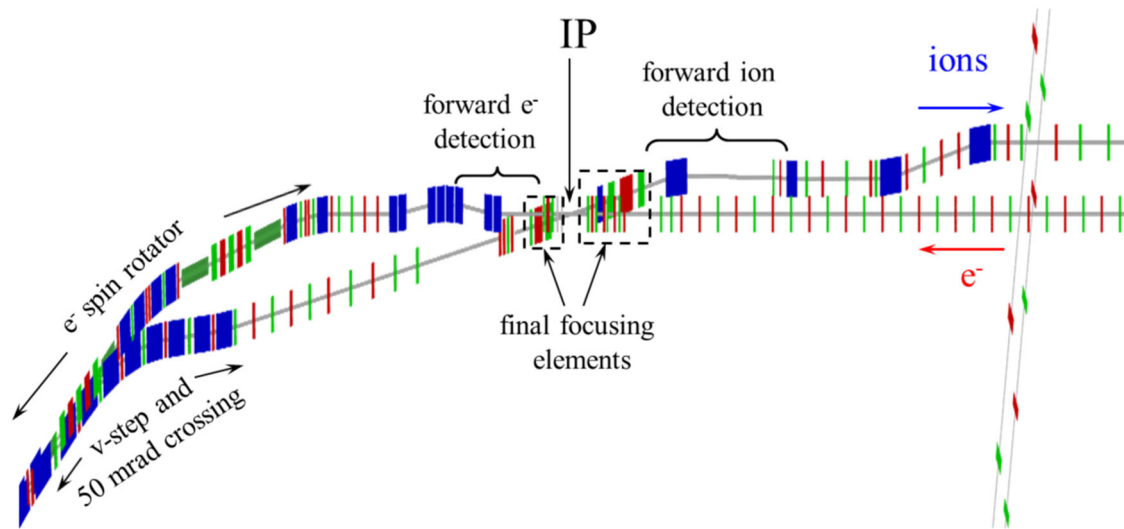 IP
forward ion
detection
ions
forward e⁻
detection
e⁻ spin rotator
e⁻
final focusing
elements
v-step and
50 mrad crossing